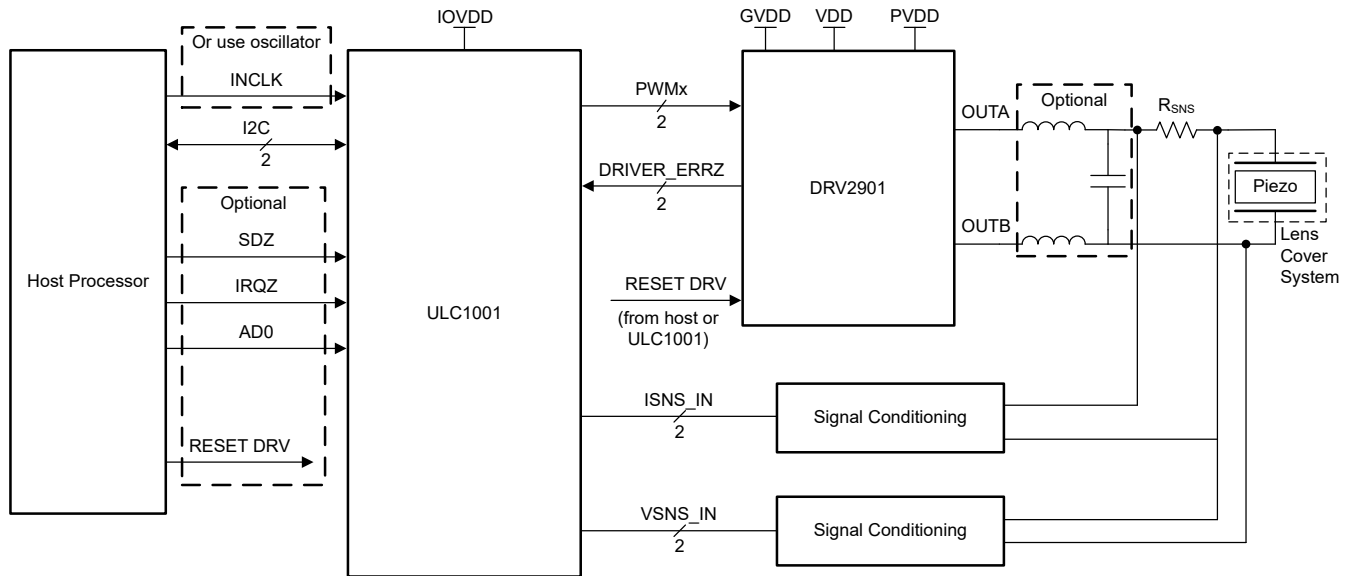 IOVDD
GVDD
VDD
PVDD
Or use oscillator
INCLK
I2C
2
Optional
SDZ
IRQZ
AD0
RESET DRV
Host Processor
ULC1001
PWMx
2
DRIVER_ERRZ
2
RESET DRV
(from host or
ULC1001)
DRV2901
OUTA
OUTB
Optional
RSNS
Piezo
Lens
Cover
System
ISNS_IN
2
Signal Conditioning
VSNS_IN
2
Signal Conditioning